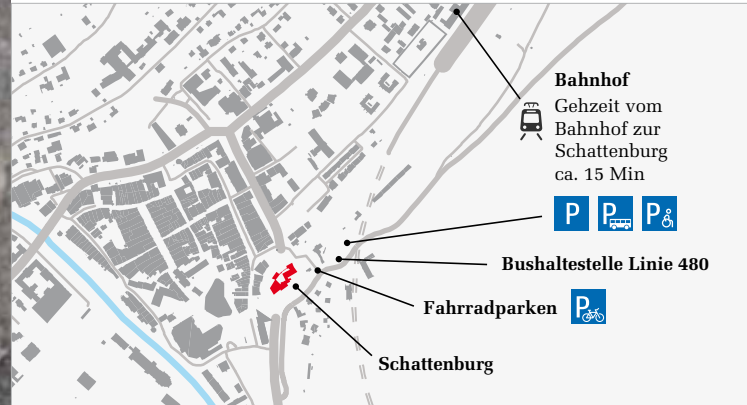 Bahnhof
Gehzeit vom
Bahnhof zur
Schattenburg
ca. 15 Min
P P P
Bushaltestelle Linie 480
Fahrradparken P
Schattenburg